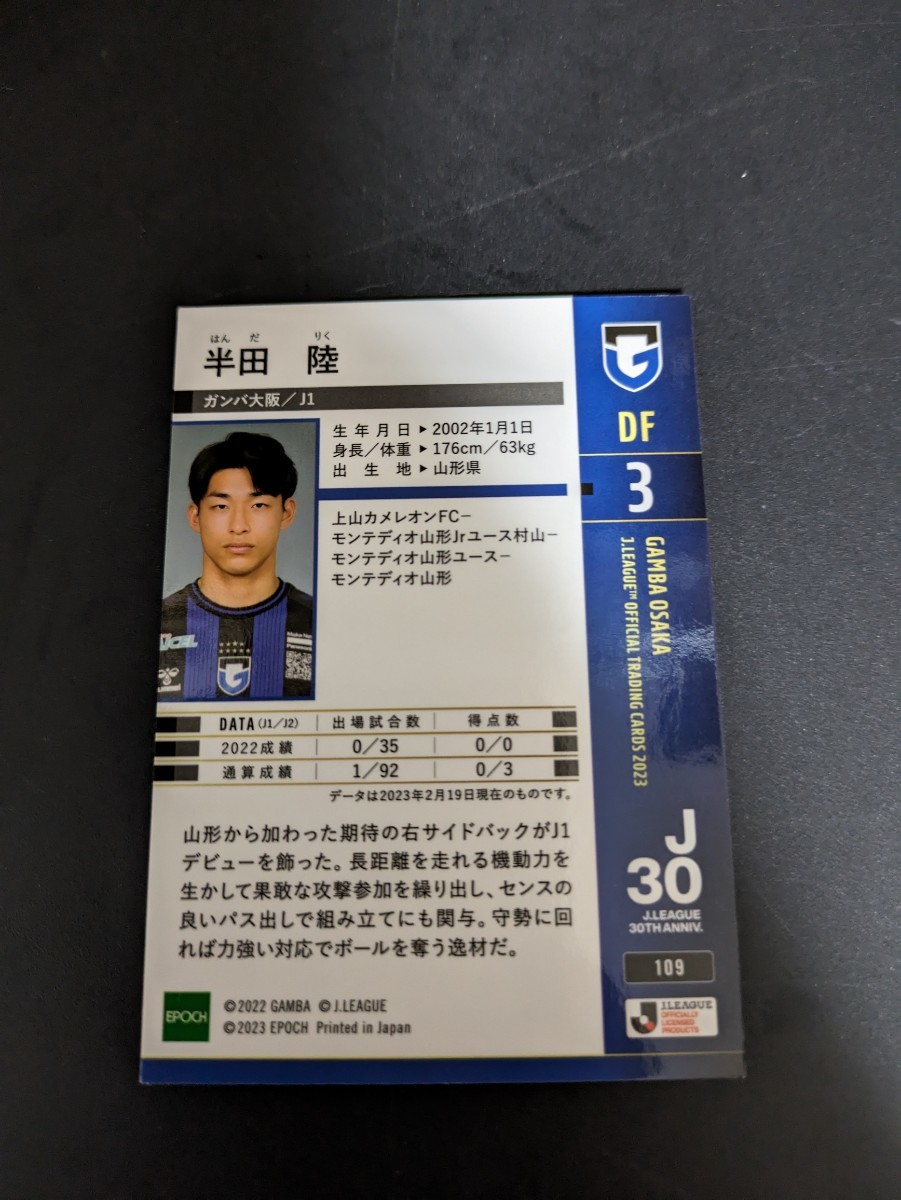 はん だ りく
半田 陸
ガンバ大阪／J1
生年月日▶2002年1月1日
身長／体重▶176cm／63kg
出生地▶山形県
上山カメレオンFC−
モンテディオ山形Jrユース村山−
モンテディオ山形ユース−
モンテディオ山形
DATA(J1／J2) 出場試合数 得点数
2022成績 0／35 0／0
通算成績 1／92 0／3
データは2023年2月19日現在のものです。
山形から加わった期待の右サイドバックがJ1
デビューを飾った。長距離を走れる機動力を
生かして果敢な攻撃参加を繰り出し、センスの
良いパス出しで組み立てにも関与。守勢に回
れば力強い対応でボールを奪う逸材だ。
EPOCH
©2022 GAMBA ©J.LEAGUE
©2023 EPOCH Printed in Japan
DF
3
GAMBA OSAKA
J.LEAGUE™ OFFICIAL TRADING CARDS 2023
J
30
J.LEAGUE
30TH ANNIV.
109
J.LEAGUE
OFFICIALLY
LICENSED
PRODUCTS